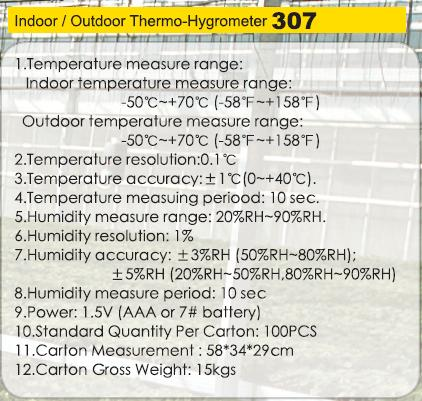 Indoor / Outdoor Thermo-Hygrometer 307
1.Temperature measure range:
Indoor temperature measure range:
-50℃~+70℃ (-58℉~+158℉)
Outdoor temperature measure range:
-50℃~+70℃ (-58℉~+158℉)
2.Temperature resolution:0.1℃
3.Temperature accuracy:±1℃(0~+40℃).
4.Temperature measuing periood: 10 sec.
5.Humidity measure range: 20%RH~90%RH.
6.Humidity resolution: 1%
7.Humidity accuracy: ±3%RH (50%RH~80%RH);
±5%RH (20%RH~50%RH,80%RH~90%RH)
8.Humidity measure period: 10 sec
9.Power: 1.5V (AAA or 7# battery)
10.Standard Quantity Per Carton: 100PCS
11.Carton Measurement : 58*34*29cm
12.Carton Gross Weight: 15kgs